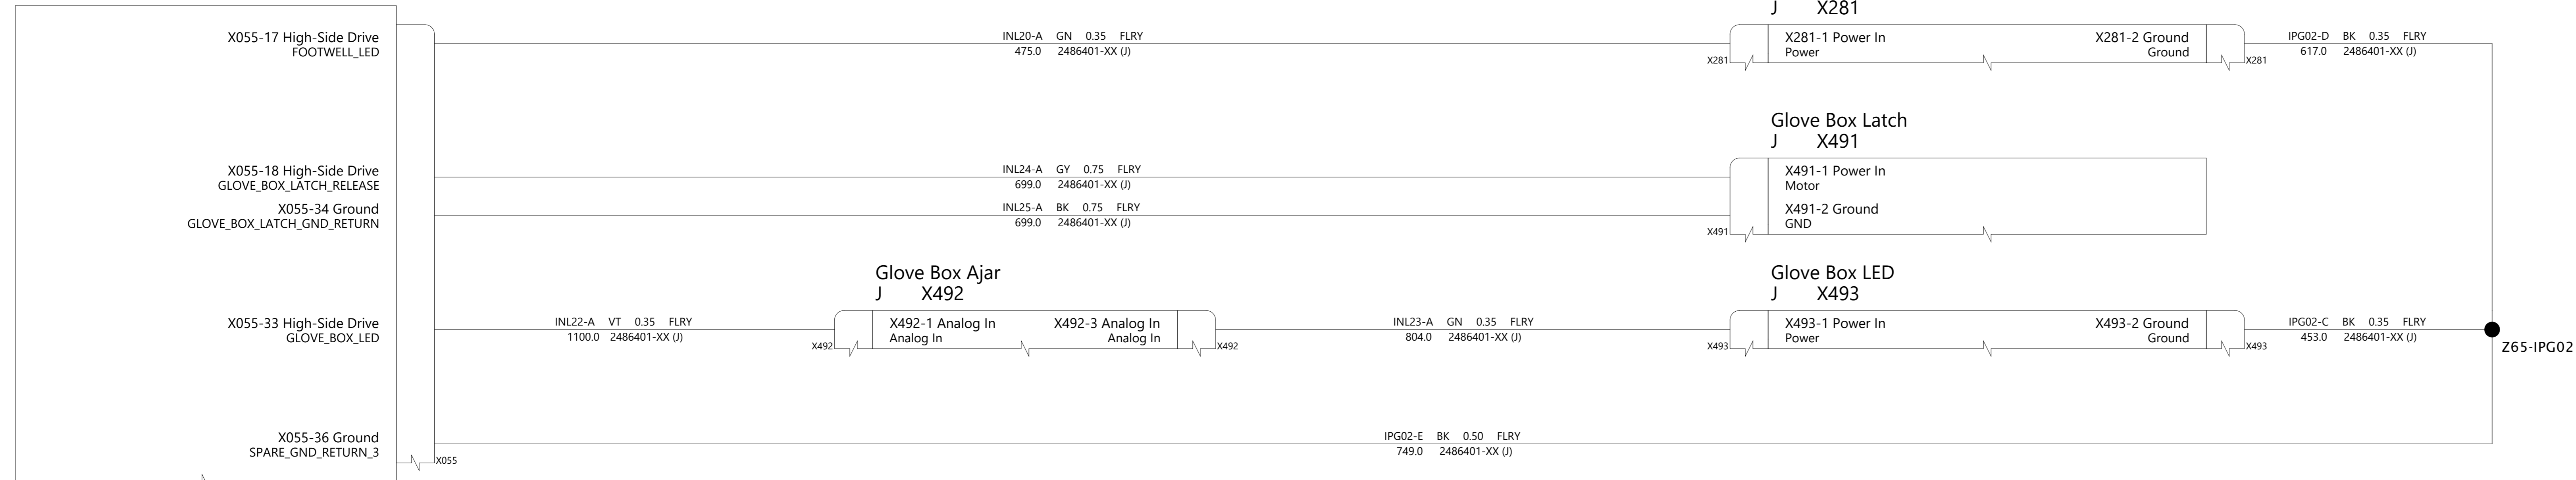 J X281
X055-17 High-Side Drive
FOOTWELL_LED
INL20-A GN 0.35 FLRY
475.0 2486401-XX (J)
X281
X281-1 Power In
Power
X281-2 Ground
Ground
X281
IPG02-D BK 0.35 FLRY
617.0 2486401-XX (J)
Glove Box Latch
J X491
X055-18 High-Side Drive
GLOVE_BOX_LATCH_RELEASE
INL24-A GY 0.75 FLRY
699.0 2486401-XX (J)
X491-1 Power In
Motor
X055-34 Ground
GLOVE_BOX_LATCH_GND_RETURN
INL25-A BK 0.75 FLRY
699.0 2486401-XX (J)
X491-2 Ground
GND
X491
Glove Box Ajar
J X492
Glove Box LED
J X493
X055-33 High-Side Drive
GLOVE_BOX_LED
INL22-A VT 0.35 FLRY
1100.0 2486401-XX (J)
X492
X492-1 Analog In
Analog In
X492-3 Analog In
Analog In
X492
INL23-A GN 0.35 FLRY
804.0 2486401-XX (J)
X493
X493-1 Power In
Power
X493-2 Ground
Ground
X493
IPG02-C BK 0.35 FLRY
453.0 2486401-XX (J)
Z65-IPG02
X055-36 Ground
SPARE_GND_RETURN_3
X055
IPG02-E BK 0.50 FLRY
749.0 2486401-XX (J)